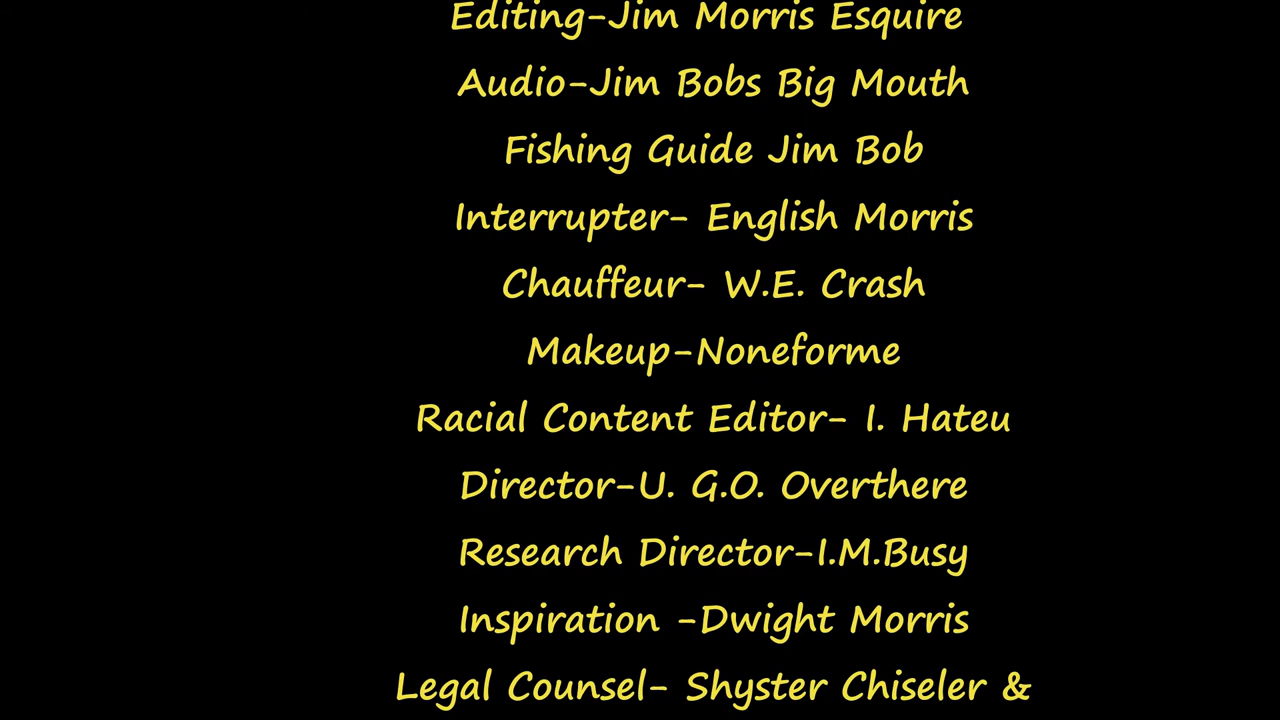 Editing-Jim Morris Esquire
Audio-Jim Bobs Big Mouth
Fishing Guide Jim Bob
Interrupter- English Morris
Chauffeur- W.E. Crash
Makeup-Noneforme
Racial Content Editor- I. Hateu
Director-U. G.O. Overthere
Research Director-I.M.Busy
Inspiration -Dwight Morris
Legal Counsel- Shyster Chiseler &